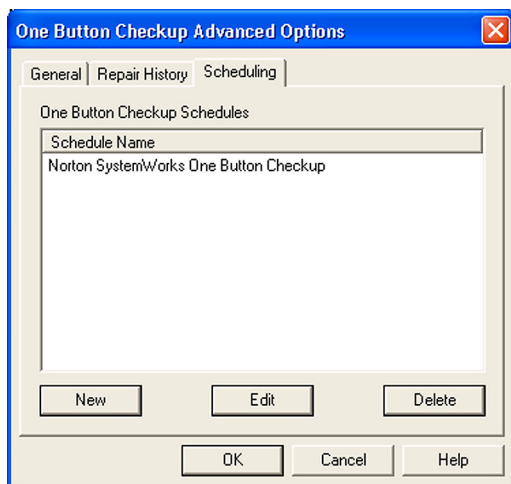 One Button Checkup Advanced Options
General Repair History Scheduling
One Button Checkup Schedules
Schedule Name
Norton SystemWorks One Button Checkup
New Edit Delete
OK Cancel Help